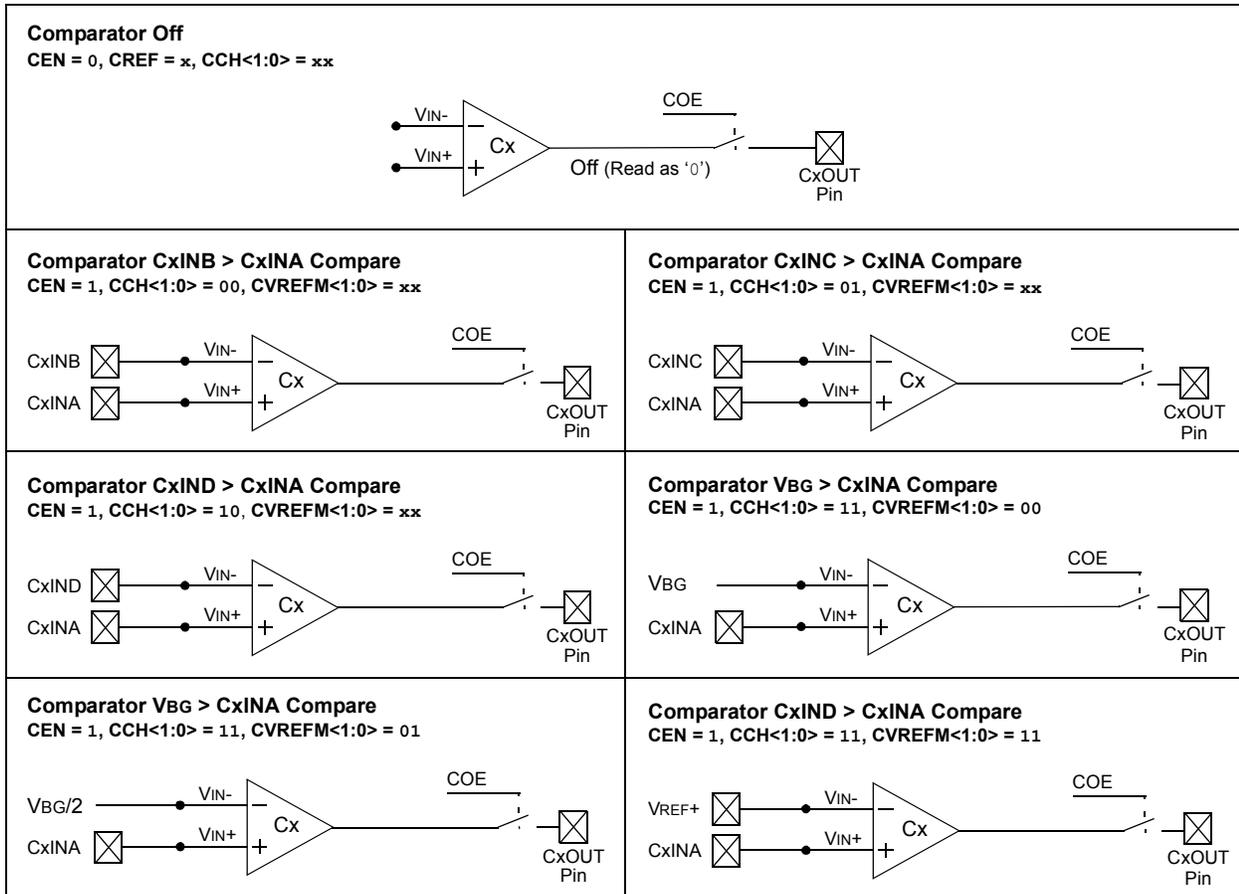 Comparator Off
CEN = 0, CREF = x, CCH<1:0> = xx
COE
VIN-
Cx
VIN+
Off (Read as ‘0’)
CxOUT
Pin
Comparator CxINB > CxINA Compare
CEN = 1, CCH<1:0> = 00, CVREFM<1:0> = xx
COE
CxINB
VIN-
Cx
CxINA
VIN+
CxOUT
Pin
Comparator CxINC > CxINA Compare
CEN = 1, CCH<1:0> = 01, CVREFM<1:0> = xx
COE
CxINC
VIN-
Cx
CxINA
VIN+
CxOUT
Pin
Comparator CxIND > CxINA Compare
CEN = 1, CCH<1:0> = 10, CVREFM<1:0> = xx
COE
CxIND
VIN-
Cx
CxINA
VIN+
CxOUT
Pin
Comparator VBG > CxINA Compare
CEN = 1, CCH<1:0> = 11, CVREFM<1:0> = 00
COE
VBG
VIN-
Cx
CxINA
VIN+
CxOUT
Pin
Comparator VBG > CxINA Compare
CEN = 1, CCH<1:0> = 11, CVREFM<1:0> = 01
COE
VBG/2
VIN-
Cx
CxINA
VIN+
CxOUT
Pin
Comparator CxIND > CxINA Compare
CEN = 1, CCH<1:0> = 11, CVREFM<1:0> = 11
COE
VREF+
VIN-
Cx
CxINA
VIN+
CxOUT
Pin